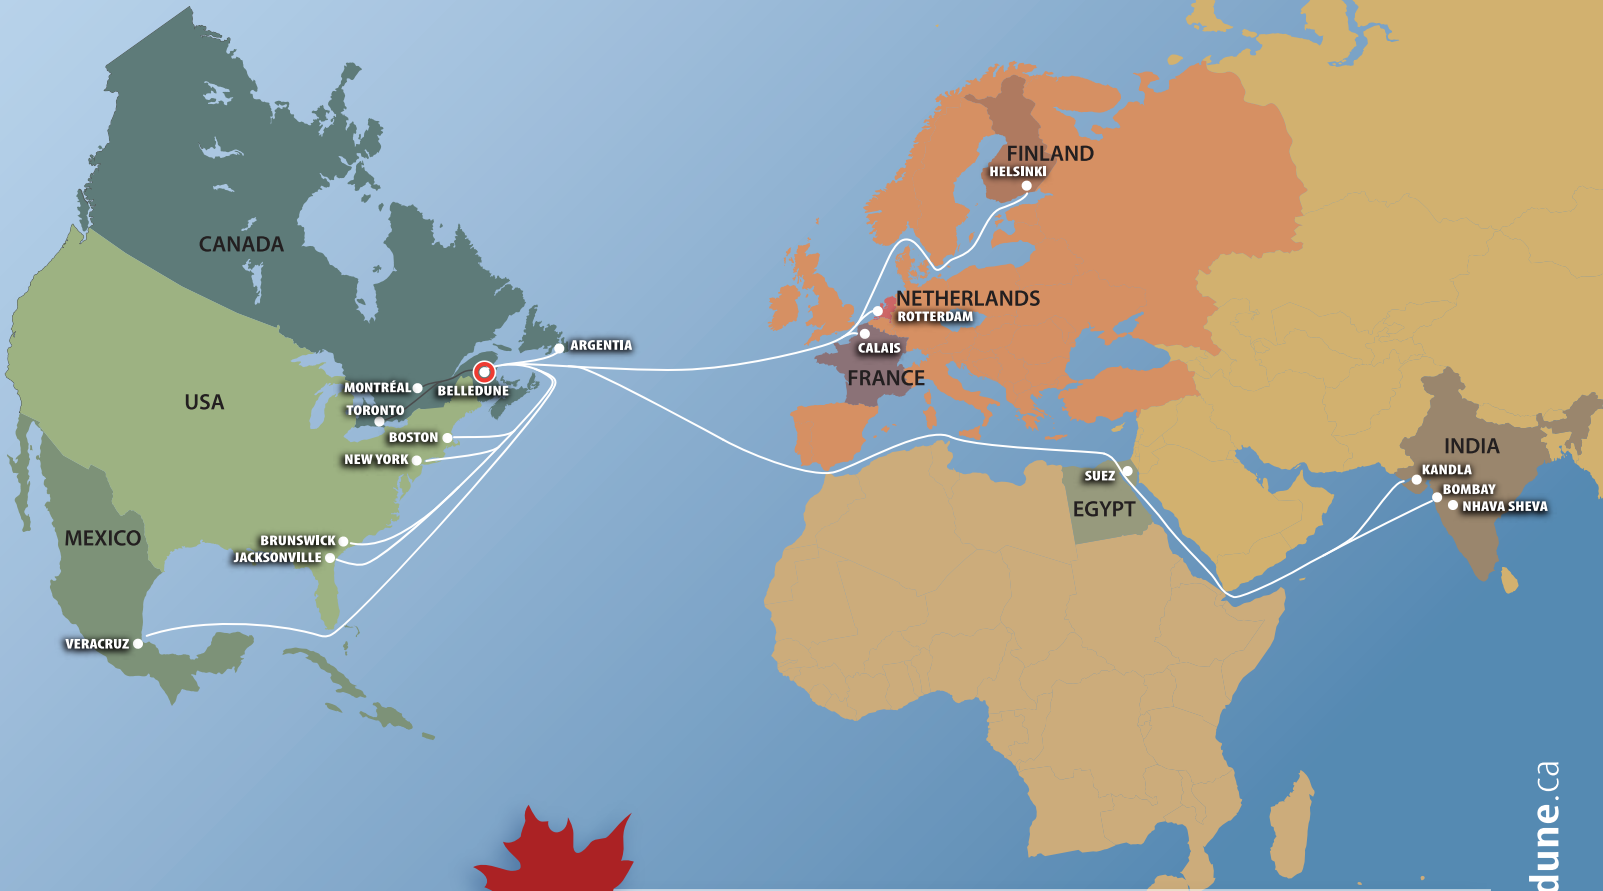 FINLAND
HELSINKI
CANADA
NETHERLANDS
ROTTERDAM
ARGENTIA
CALAIS
FRANCE
MONTRÉAL
BELLEDUNE
USA
TORONTO
BOSTON
NEW YORK
INDIA
KANDLA
SUEZ
BOMBAY
NHAVA SHEVA
EGYPT
MEXICO
BRUNSWICK
JACKSONVILLE
VERACRUZ
dune.ca